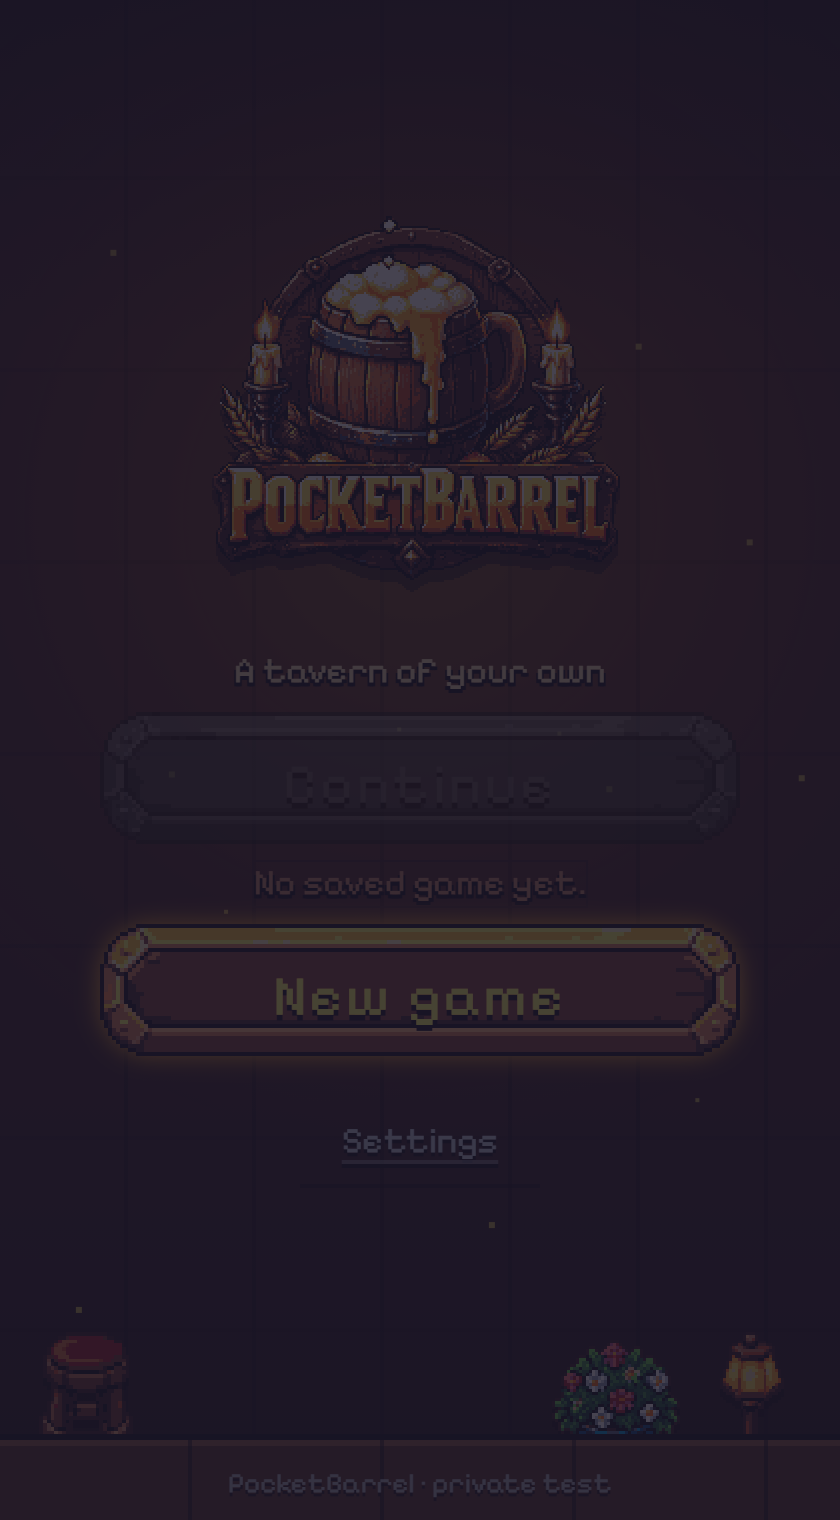 POCKETBARREL
A tavern of your own
Continue
No saved game yet.
New game
Settings
PocketBarrel · private test